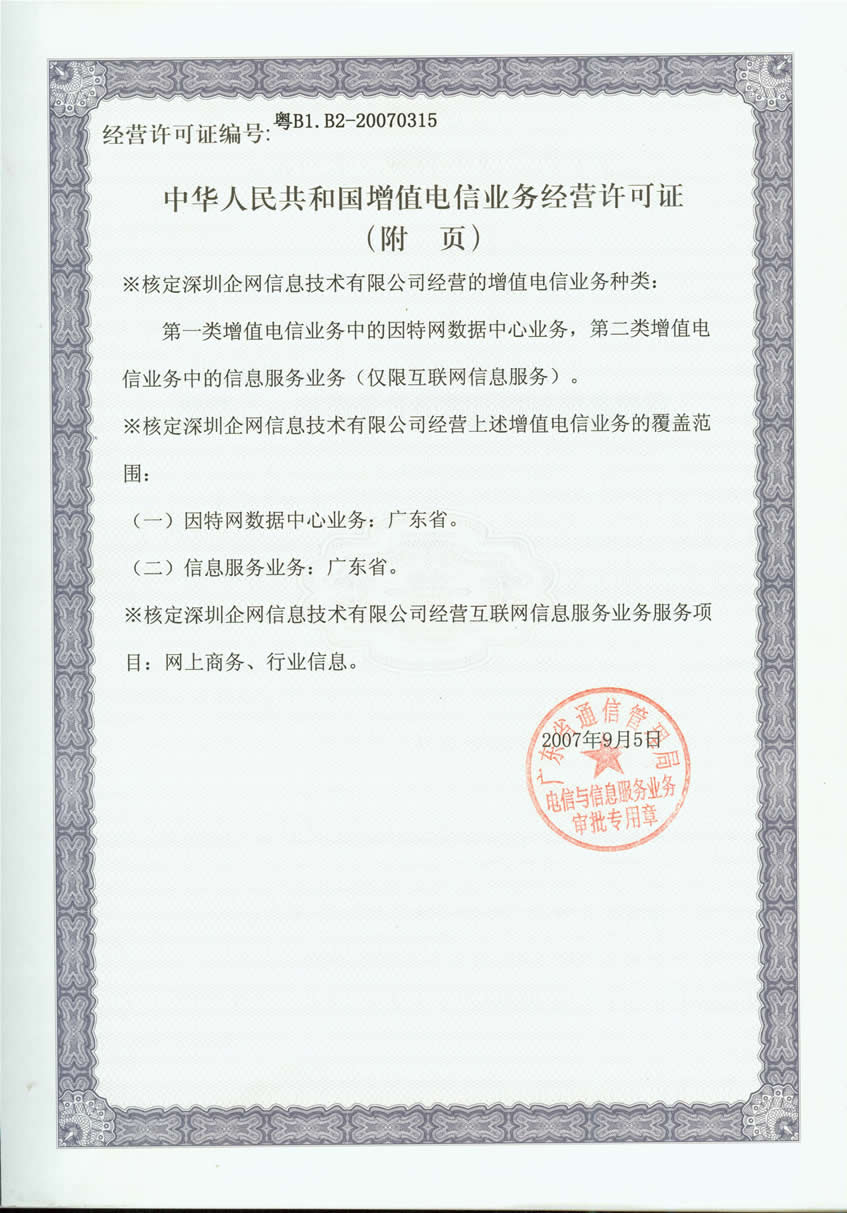 经营许可证编号:粤B1.B2-20070315
中华人民共和国增值电信业务经营许可证
(附 页)
※核定深圳企网信息技术有限公司经营的增值电信业务种类：
第一类增值电信业务中的因特网数据中心业务，第二类增值电
信业务中的信息服务业务（仅限互联网信息服务）。
※核定深圳企网信息技术有限公司经营上述增值电信业务的覆盖范
围：
（一）因特网数据中心业务：广东省。
（二）信息服务业务：广东省。
※核定深圳企网信息技术有限公司经营互联网信息服务业务服务项
目：网上商务、行业信息。
广东省通信管理局
2007年9月5日
电信与信息服务业务
审批专用章